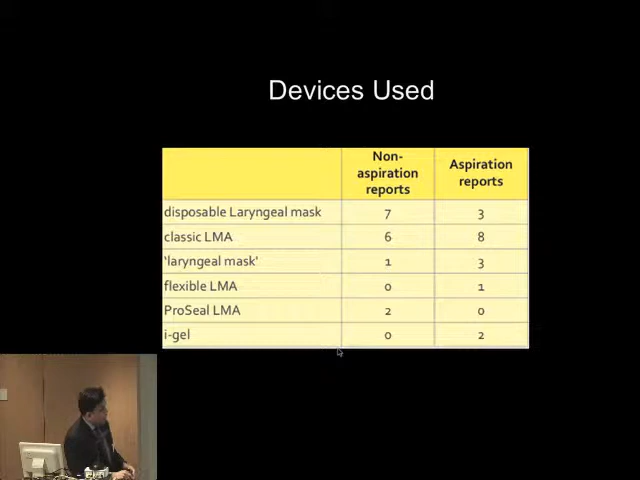 Devices Used
Non-
aspiration
reports
Aspiration
reports
disposable Laryngeal mask 7 3
classic LMA 6 8
'laryngeal mask' 1 3
flexible LMA 0 1
ProSeal LMA 2 0
i-gel 0 2